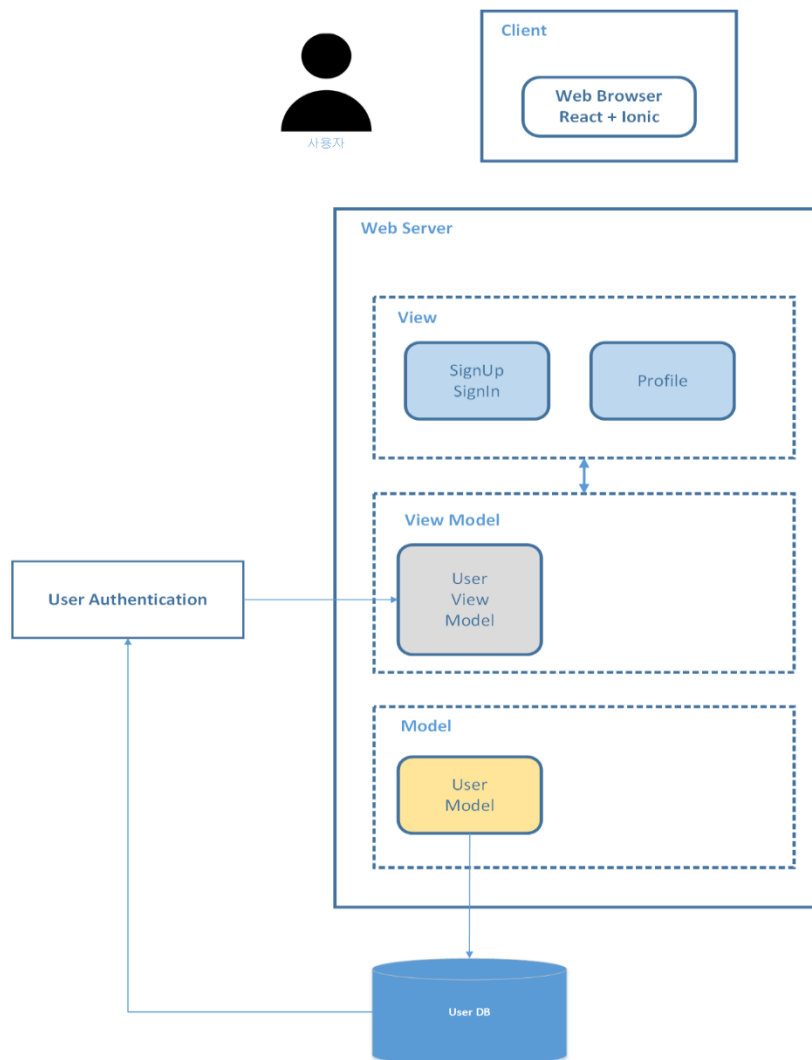 Client
Web Browser
React + Ionic
사용자
Web Server
View
SignUp
SignIn
Profile
View Model
User
View
Model
User Authentication
Model
User
Model
User DB